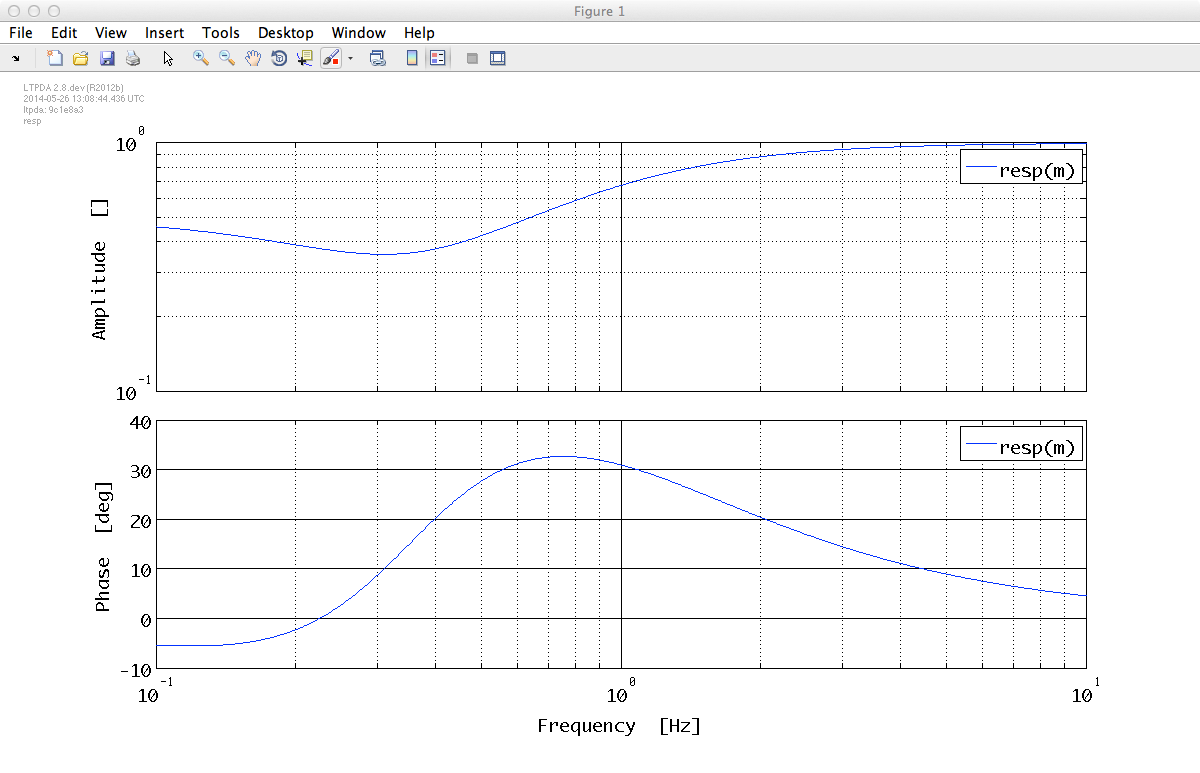 Figure 1
File Edit View Insert Tools Desktop Window Help
LTPDA 2.8.dev (R2012b)
2014-05-26 13:08:44.436 UTC
ltpda: 9c1e8a3
resp
10^0
10^-1
Amplitude []
resp(m)
40
30
20
10
0
-10
Phase [deg]
resp(m)
10^-1 10^0 10^1
Frequency [Hz]